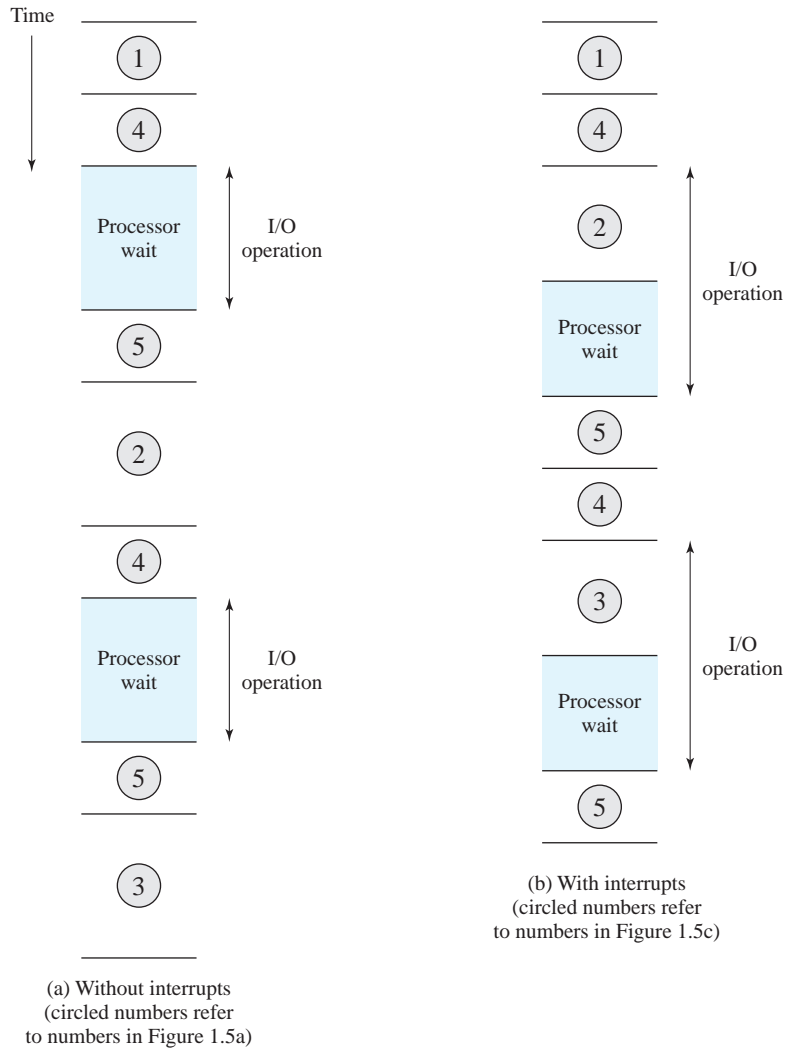 Time
1
4
Processor
wait
I/O
operation
5
2
4
Processor
wait
I/O
operation
5
3
(a) Without interrupts
(circled numbers refer
to numbers in Figure 1.5a)
1
4
2
I/O
operation
Processor
wait
5
4
3
I/O
operation
Processor
wait
5
(b) With interrupts
(circled numbers refer
to numbers in Figure 1.5c)